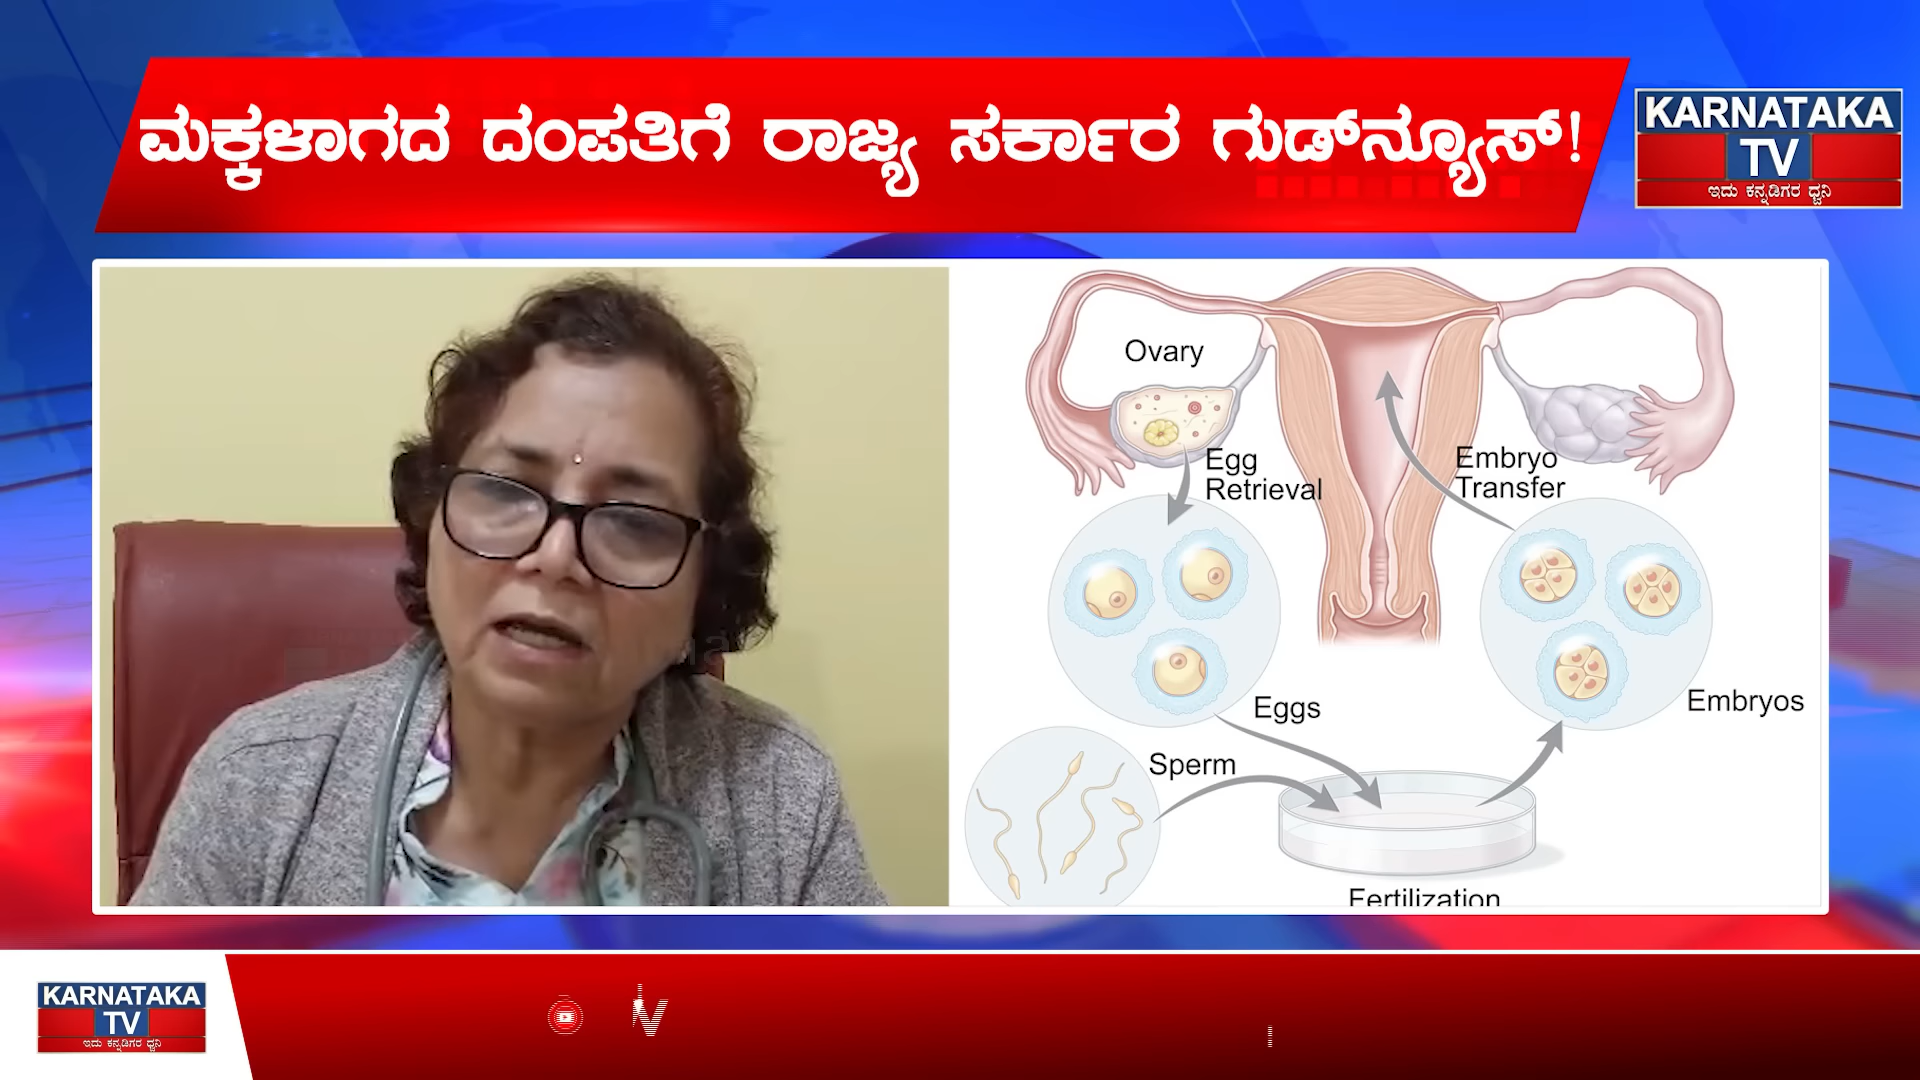 ಮಕ್ಕಳಾಗದ ದಂಪತಿಗೆ ರಾಜ್ಯ ಸರ್ಕಾರ ಗುಡ್‌ನ್ಯೂಸ್!
KARNATAKA
TV
ಇದು ಕನ್ನಡಿಗರ ಧ್ವನಿ
Ovary
Egg
Retrieval
Embryo
Transfer
Eggs
Embryos
Sperm
Fertilization
KARNATAKA
TV
ಇದು ಕನ್ನಡಿಗರ ಧ್ವನಿ